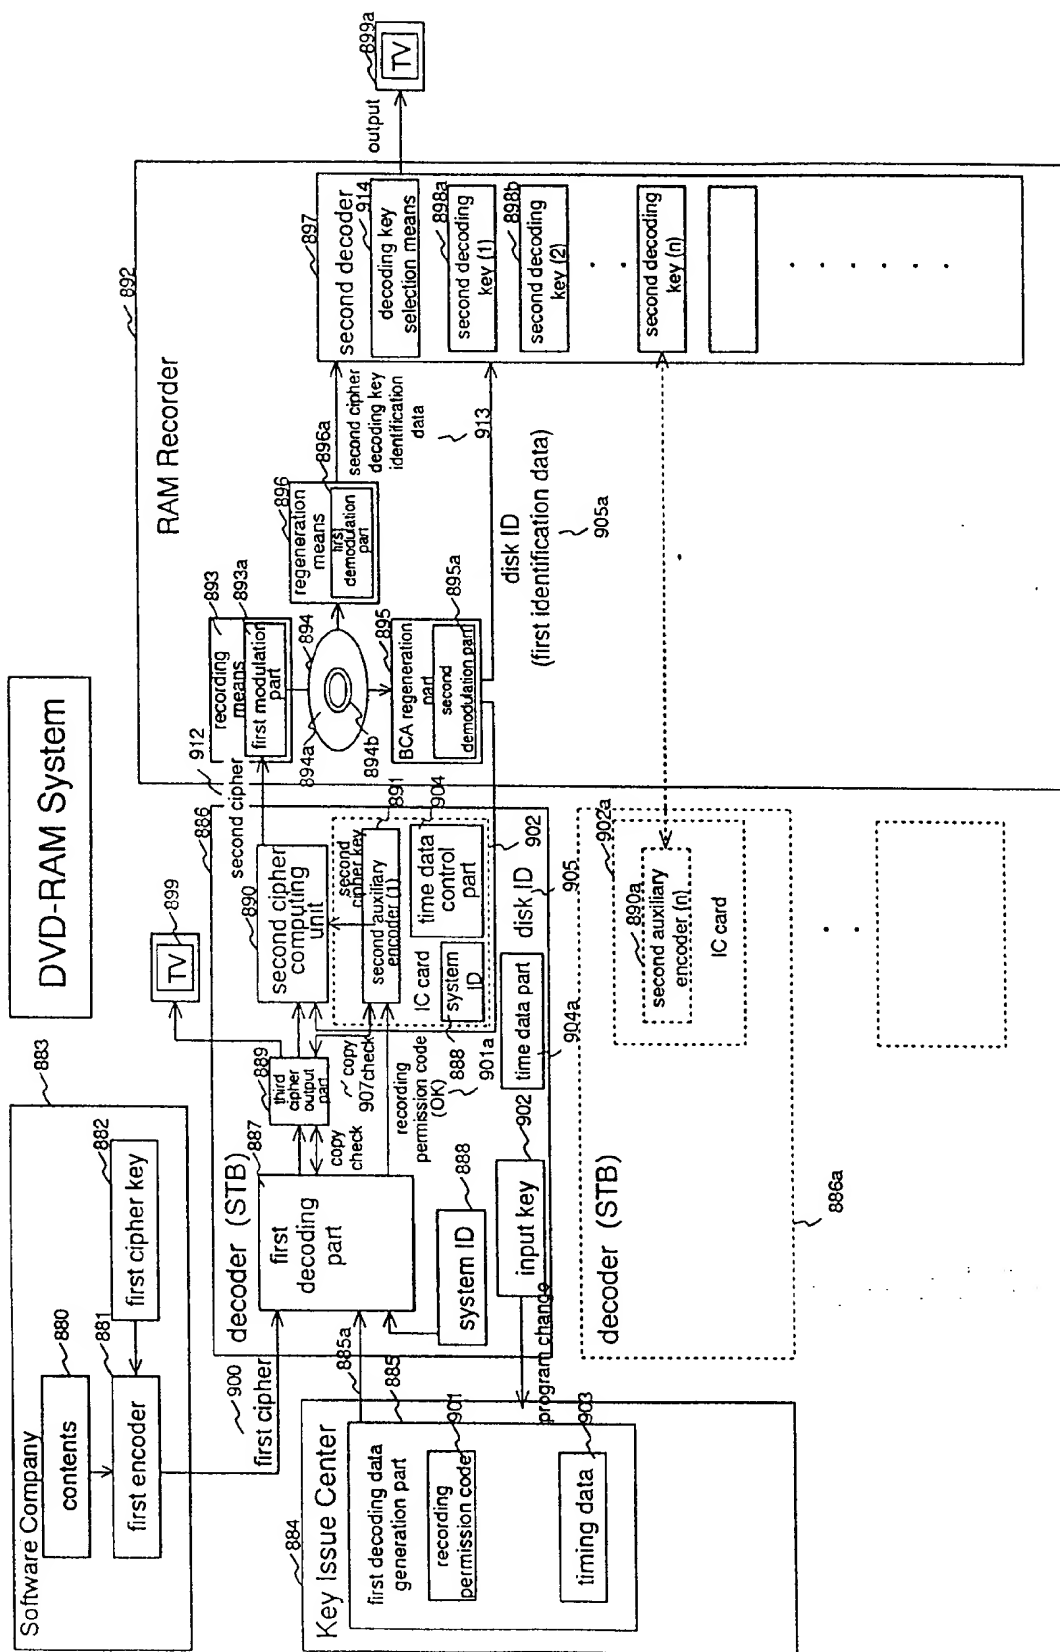 DVD-RAM System
Software Company
883
contents
880
first encoder
881
first cipher key
882
900
first cipher
Key Issue Center
884
first decoding data
generation part
885
885a
recording
permission code
901
timing data
903
program change
decoder (STB)
886
first
decoding
part
887
system ID
888
input key
902
copy
check
third
cipher
output
part
889
TV
899
copy
907check
recording
permission code
(OK)
901a
second cipher
computing
unit
890
second cipher
912
second cipher key
second auxiliary
encoder (1)
891
IC card
system
ID
888
time data
control
part
904
902
time data part
904a
disk ID
905
decoder (STB)
886a
902a
890a
second auxiliary
encoder (n)
IC card
RAM Recorder
892
recording
means
893
first modulation
part
893a
894
894a
894b
regeneration
means
896
first
demodulation
part
896a
BCA regeneration
part
895
second
demodulation part
895a
second cipher
decoding key
identification
data
913
disk ID
(first identification data)
905a
second decoder
897
decoding key
selection means
914
second decoding
key (1)
898a
second decoding
key (2)
898b
second decoding
key (n)
output
TV
899a